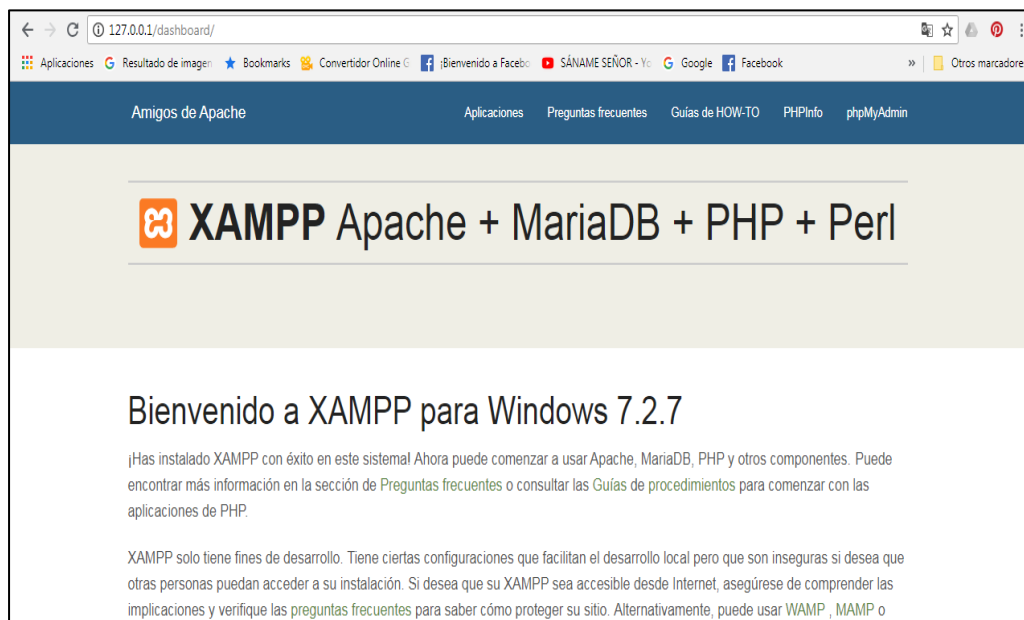 127.0.0.1/dashboard/
Aplicaciones Resultado de imagen Bookmarks Convertidor Online G ¡Bienvenido a Facebo SÁNAME SEÑOR - Yo Google Facebook » Otros marcadore
Amigos de Apache Aplicaciones Preguntas frecuentes Guías de HOW-TO PHPInfo phpMyAdmin
XAMPP Apache + MariaDB + PHP + Perl
Bienvenido a XAMPP para Windows 7.2.7
¡Has instalado XAMPP con éxito en este sistema! Ahora puede comenzar a usar Apache, MariaDB, PHP y otros componentes. Puede
encontrar más información en la sección de Preguntas frecuentes o consultar las Guías de procedimientos para comenzar con las
aplicaciones de PHP.
XAMPP solo tiene fines de desarrollo. Tiene ciertas configuraciones que facilitan el desarrollo local pero que son inseguras si desea que
otras personas puedan acceder a su instalación. Si desea que su XAMPP sea accesible desde Internet, asegúrese de comprender las
implicaciones y verifique las preguntas frecuentes para saber cómo proteger su sitio. Alternativamente, puede usar WAMP , MAMP o